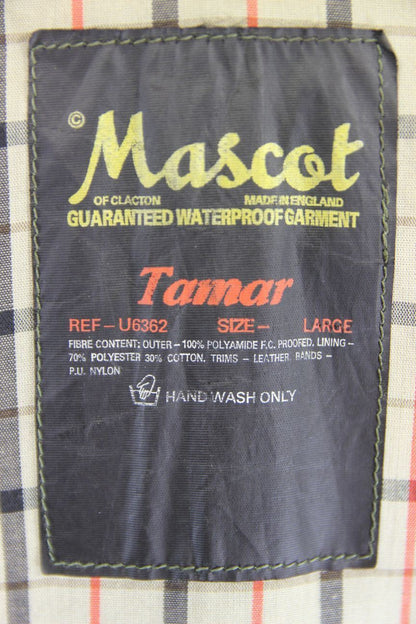 © Mascot
OF CLACTON MADE IN ENGLAND
GUARANTEED WATERPROOF GARMENT
Tamar
REF - U6362 SIZE - LARGE
FIBRE CONTENT: OUTER - 100% POLYAMIDE F.C. PROOFED, LINING -
70% POLYESTER 30% COTTON, TRIMS - LEATHER, BANDS -
P.U. NYLON
HAND WASH ONLY